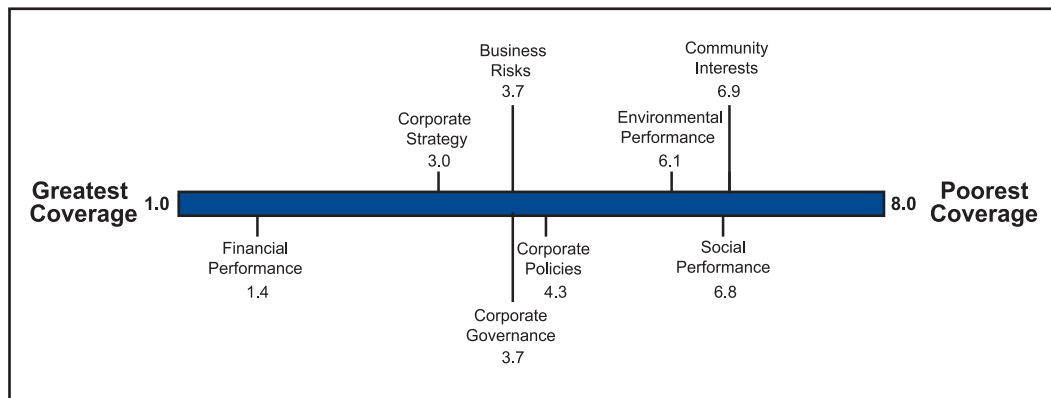 Business
Risks
3.7
Community
Interests
6.9
Corporate
Strategy
3.0
Environmental
Performance
6.1
Greatest
Coverage
1.0
8.0
Poorest
Coverage
Financial
Performance
1.4
Corporate
Policies
4.3
Social
Performance
6.8
Corporate
Governance
3.7